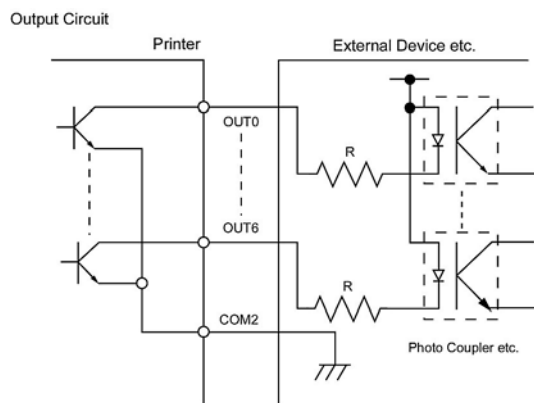 Output Circuit
Printer
External Device etc.
OUT0
R
OUT6
R
COM2
Photo Coupler etc.